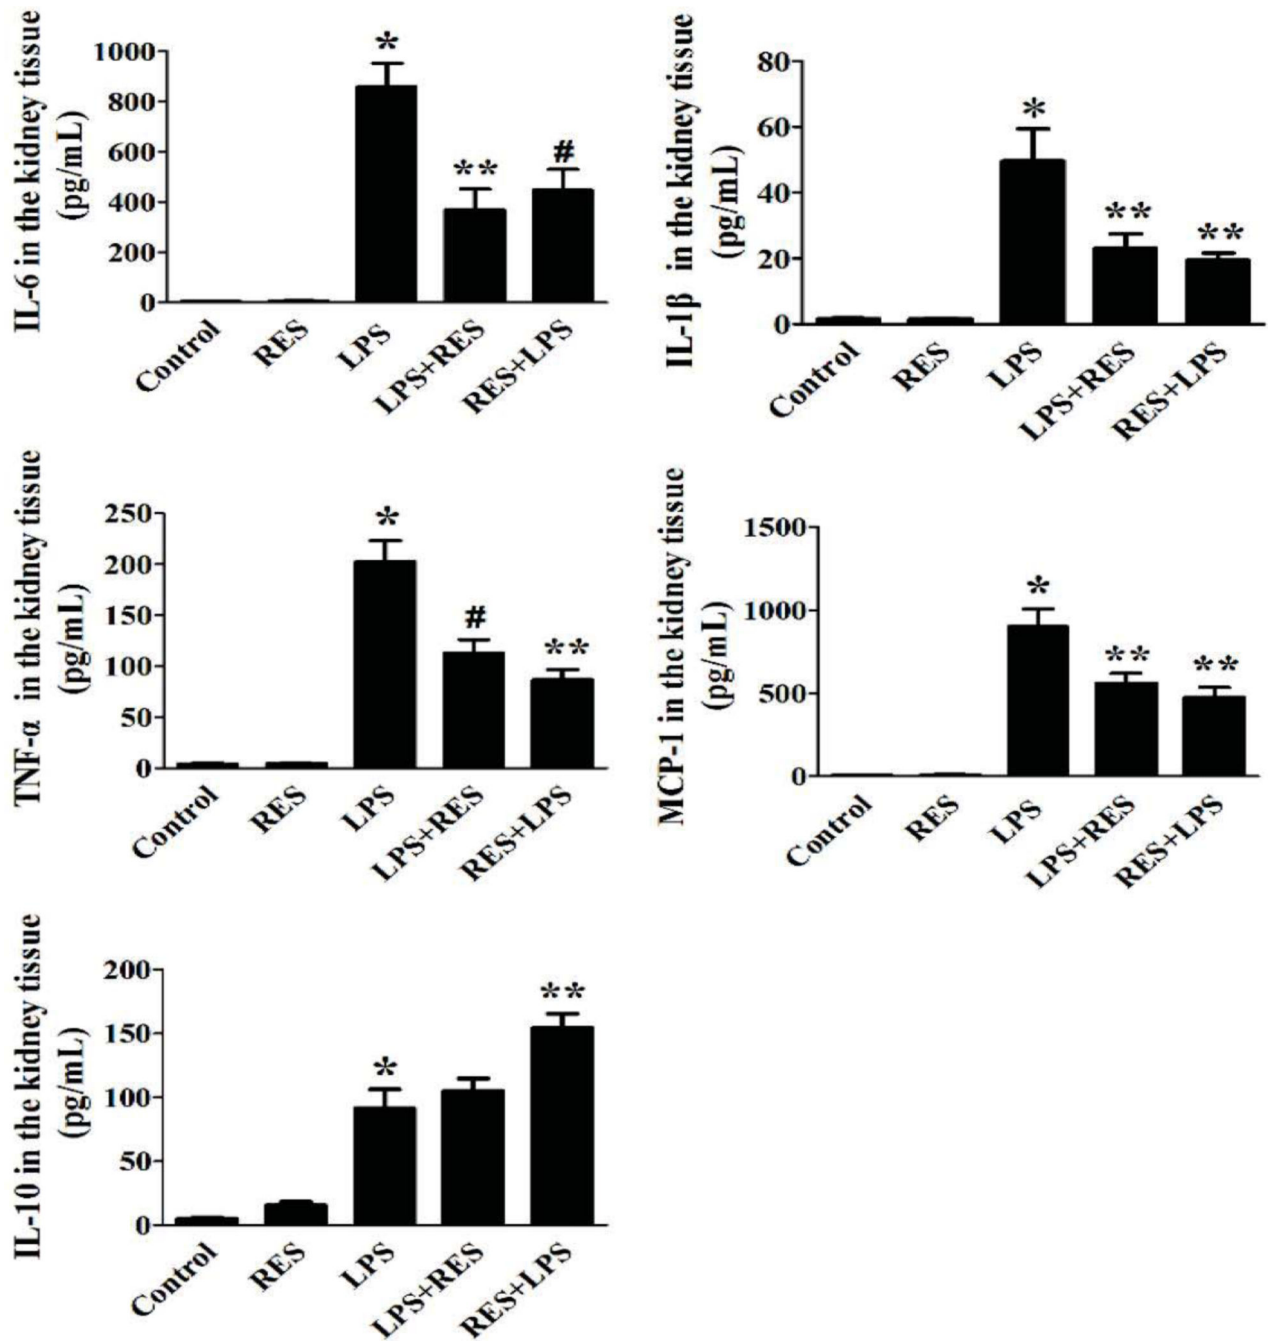 IL-6 in the kidney tissue
(pg/mL)
1000
800
600
400
200
0
*
**
#
Control
RES
LPS
LPS+RES
RES+LPS
IL-1β in the kidney tissue
(pg/mL)
80
60
40
20
0
*
**
**
Control
RES
LPS
LPS+RES
RES+LPS
TNF-α in the kidney tissue
(pg/mL)
250
200
150
100
50
0
*
#
**
Control
RES
LPS
LPS+RES
RES+LPS
MCP-1 in the kidney tissue
(pg/mL)
1500
1000
500
0
*
**
**
Control
RES
LPS
LPS+RES
RES+LPS
IL-10 in the kidney tissue
(pg/mL)
200
150
100
50
0
*
**
Control
RES
LPS
LPS+RES
RES+LPS